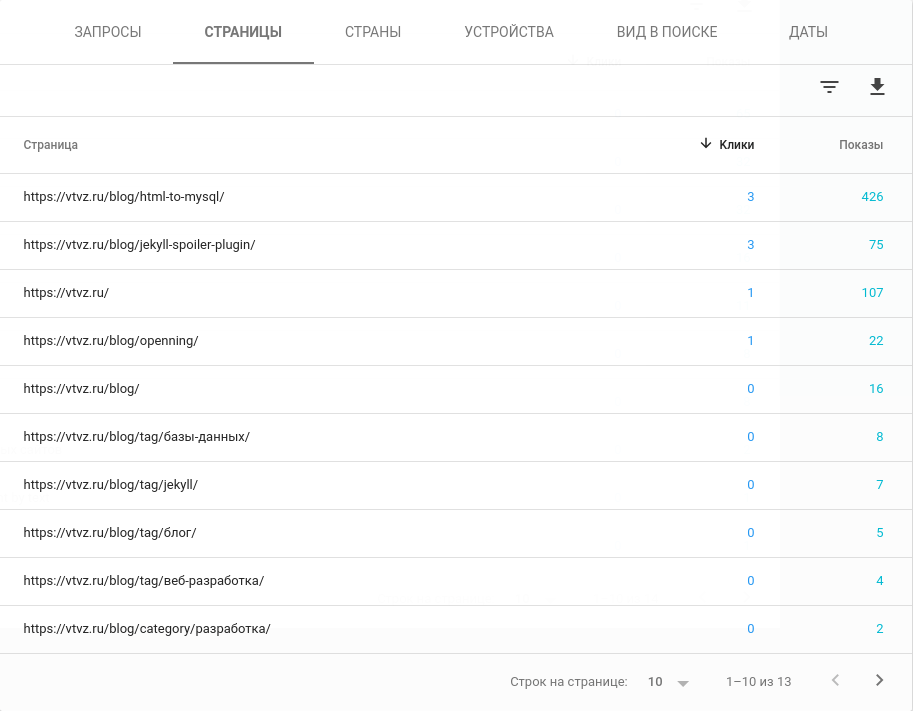 ЗАПРОСЫ СТРАНИЦЫ СТРАНЫ УСТРОЙСТВА ВИД В ПОИСКЕ ДАТЫ
Страница Клики Показы
https://vtvz.ru/blog/html-to-mysql/ 3 426
https://vtvz.ru/blog/jekyll-spoiler-plugin/ 3 75
https://vtvz.ru/ 1 107
https://vtvz.ru/blog/openning/ 1 22
https://vtvz.ru/blog/ 0 16
https://vtvz.ru/blog/tag/базы-данных/ 0 8
https://vtvz.ru/blog/tag/jekyll/ 0 7
https://vtvz.ru/blog/tag/блог/ 0 5
https://vtvz.ru/blog/tag/веб-разработка/ 0 4
https://vtvz.ru/blog/category/разработка/ 0 2
Строк на странице: 10 1–10 из 13